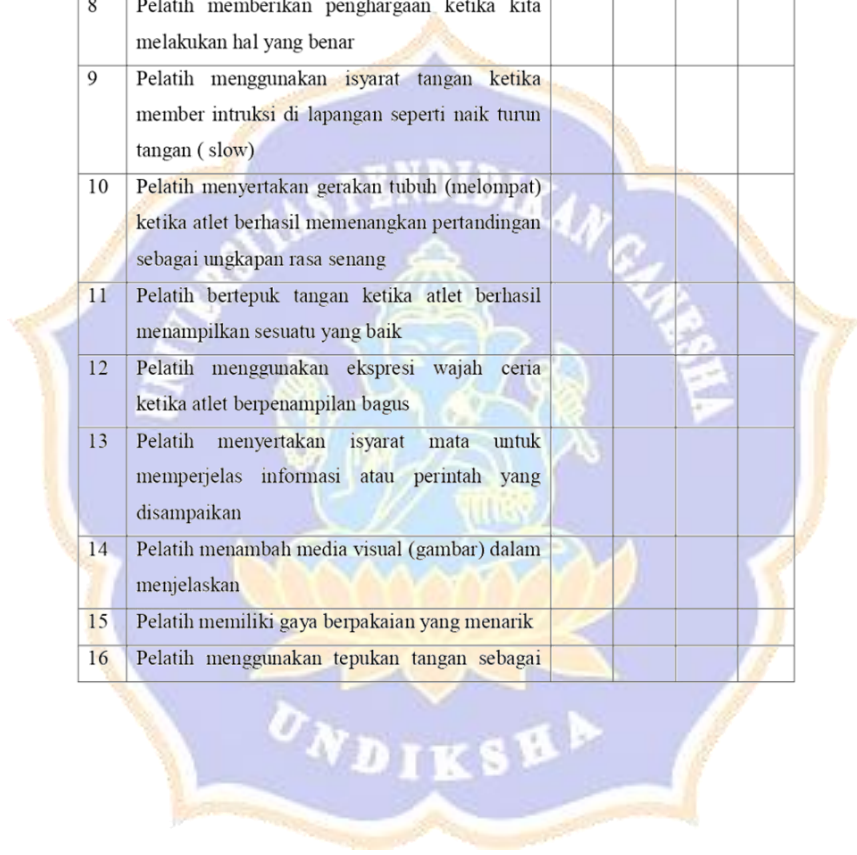 8 Pelatih memberikan penghargaan ketika kita
melakukan hal yang benar
9 Pelatih menggunakan isyarat tangan ketika
member intruksi di lapangan seperti naik turun
tangan ( slow)
10 Pelatih menyertakan gerakan tubuh (melompat)
ketika atlet berhasil memenangkan pertandingan
sebagai ungkapan rasa senang
11 Pelatih bertepuk tangan ketika atlet berhasil
menampilkan sesuatu yang baik
12 Pelatih menggunakan ekspresi wajah ceria
ketika atlet berpenampilan bagus
13 Pelatih menyertakan isyarat mata untuk
memperjelas informasi atau perintah yang
disampaikan
14 Pelatih menambah media visual (gambar) dalam
menjelaskan
15 Pelatih memiliki gaya berpakaian yang menarik
16 Pelatih menggunakan tepukan tangan sebagai
UNIVERSITAS PENDIDIKAN GANESHA
UNDIKSHA